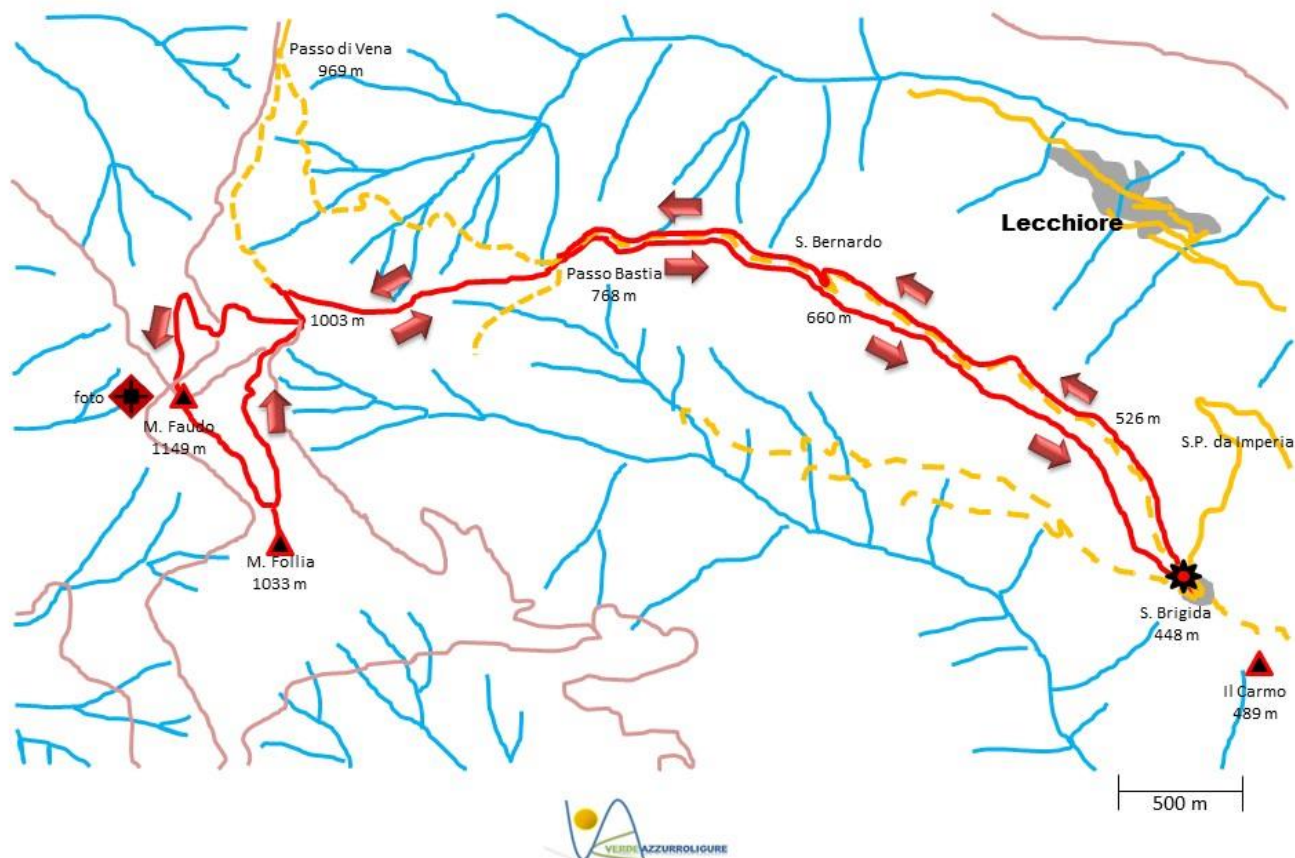 Passo di Vena
969 m
Lecchiore
S. Bernardo
Passo Bastia
768 m
1003 m
660 m
foto
M. Faudo
1149 m
526 m
S.P. da Imperia
M. Follia
1033 m
S. Brigida
448 m
Il Carmo
489 m
500 m
VERDEAZZURROLIGURE